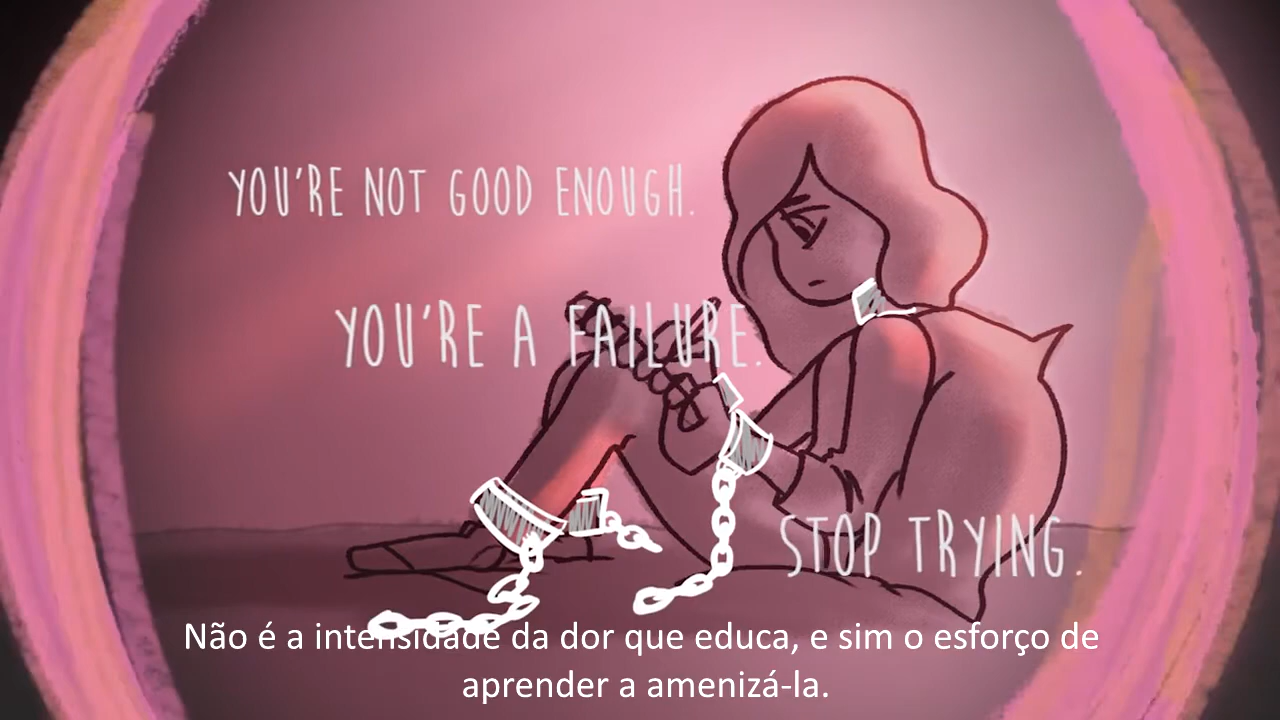 YOU'RE NOT GOOD ENOUGH.
YOU'RE A FAILURE.
STOP TRYING.
Não é a intensidade da dor que educa, e sim o esforço de
aprender a amenizá-la.